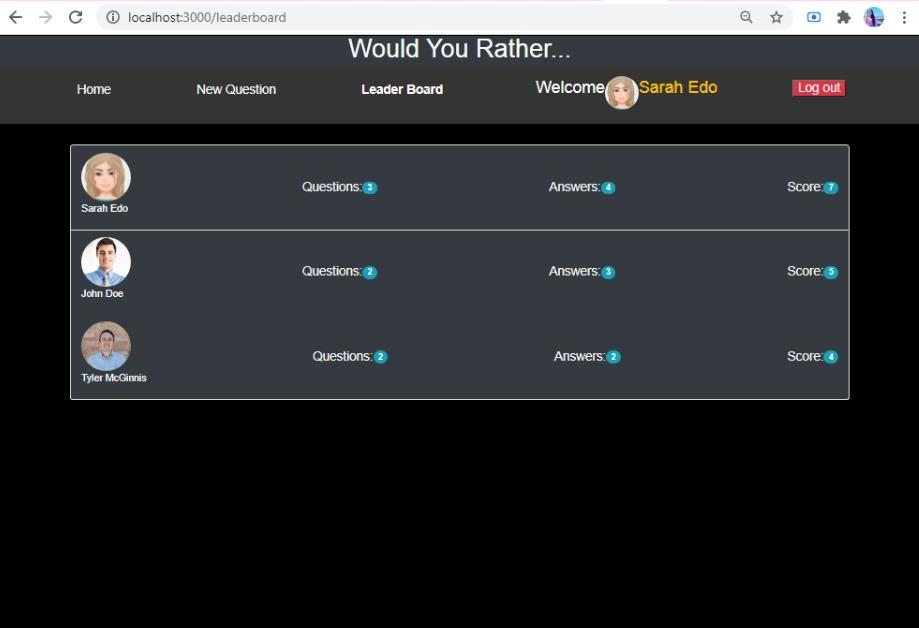 localhost:3000/leaderboard
Would You Rather...
Home New Question Leader Board Welcome Sarah Edo Log out
Questions: 3 Answers: 4 Score: 7
Sarah Edo
Questions: 2 Answers: 3 Score: 5
John Doe
Questions: 2 Answers: 2 Score: 4
Tyler McGinnis